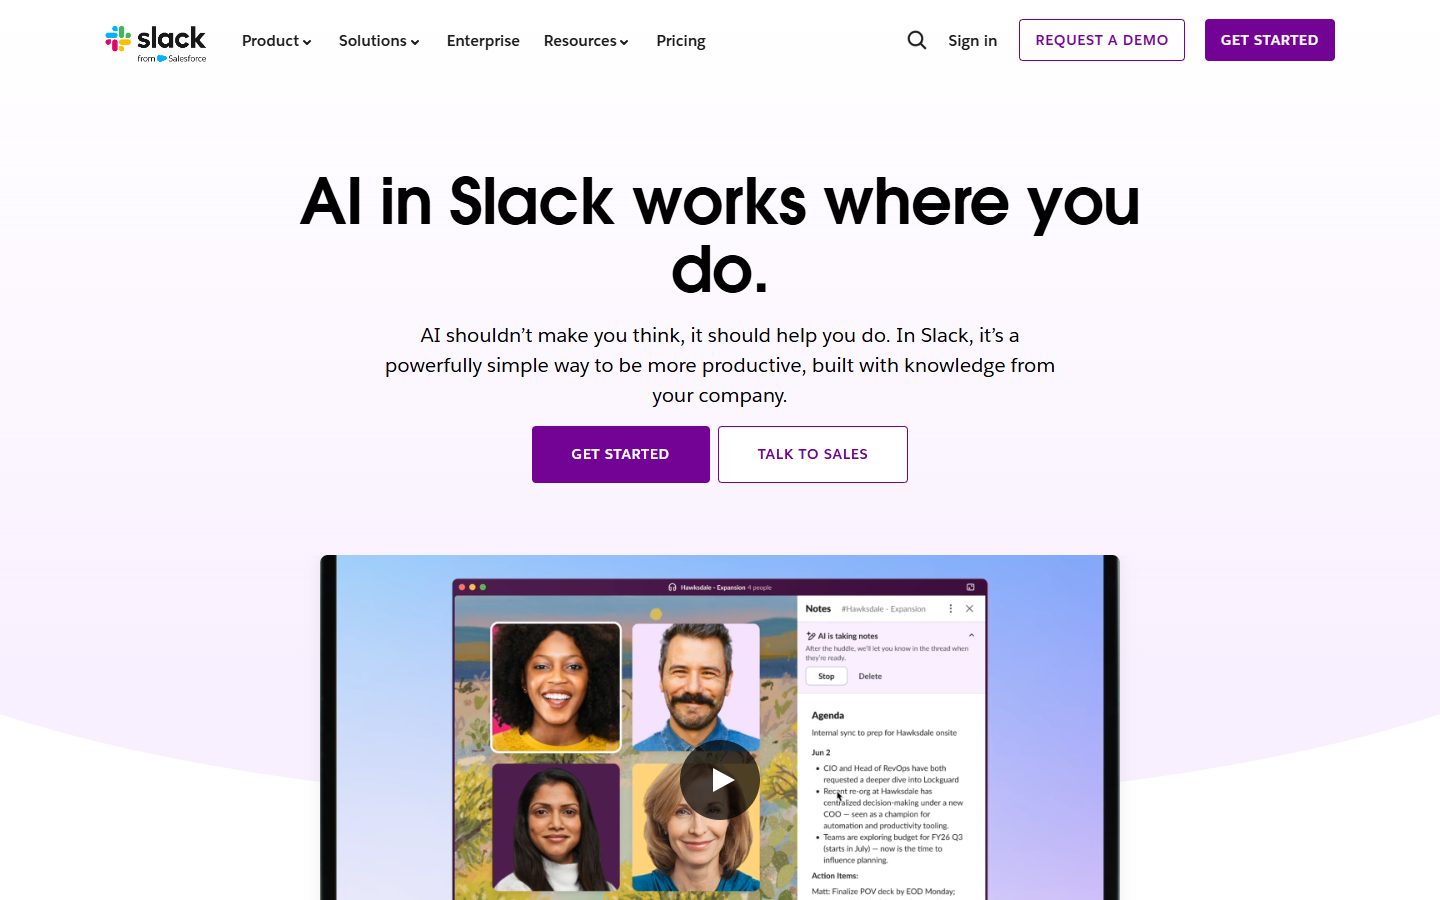 slack
from Salesforce
Product
Solutions
Enterprise
Resources
Pricing
Sign in
REQUEST A DEMO
GET STARTED
AI in Slack works where you
do.
AI shouldn’t make you think, it should help you do. In Slack, it’s a
powerfully simple way to be more productive, built with knowledge from
your company.
GET STARTED
TALK TO SALES
Hawksdale - Expansion 4 people
Notes #Hawksdale - Expansion
AI is taking notes
After the huddle, we'll let you know in the thread when
they're ready.
Stop
Delete
Agenda
Internal sync to prep for Hawksdale onsite
Jun 2
• CIO and Head of RevOps have both
requested a deeper dive into Lockguard
• Recent re-org at Hawksdale has
centralized decision-making under a new
COO — seen as a champion for
automation and productivity tooling.
• Teams are exploring budget for FY26 Q3
(starts in July) — now is the time to
influence planning.
Action Items:
Matt: Finalize POV deck by EOD Monday;